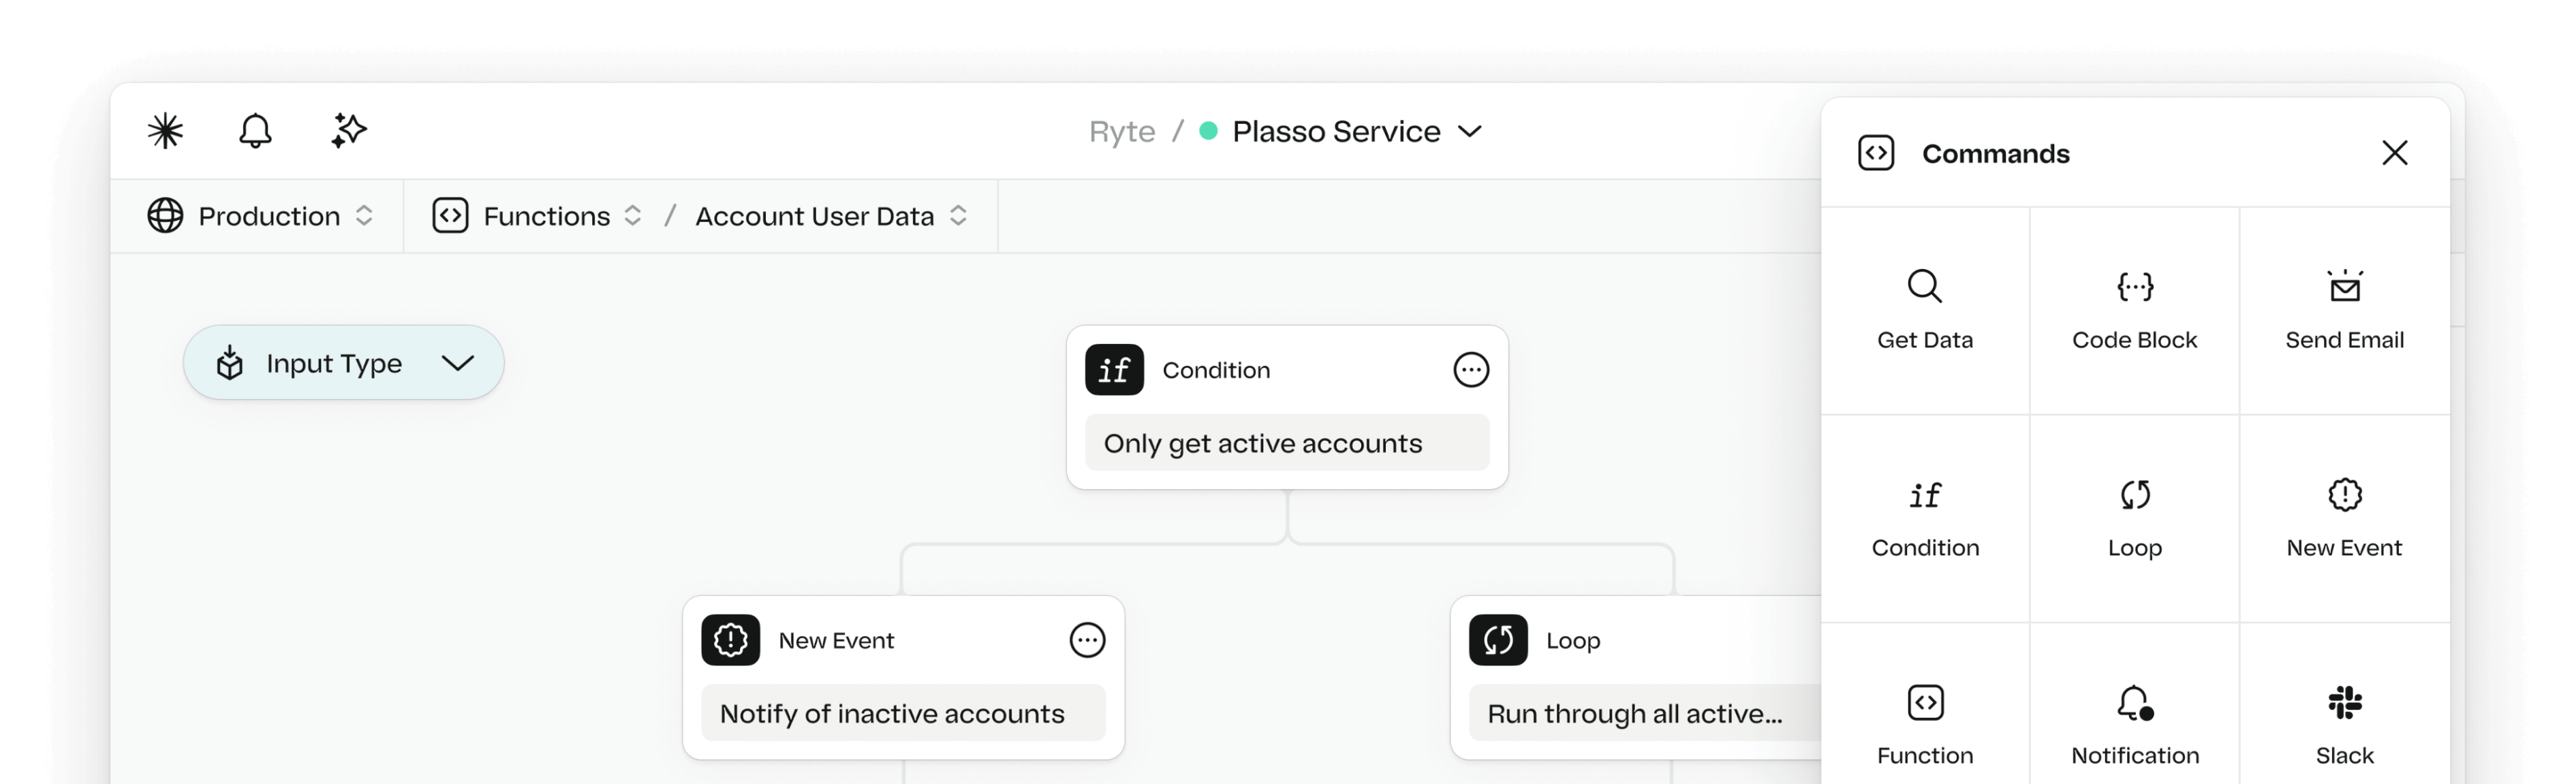 Ryte / Plasso Service
Commands
Production
Functions / Account User Data
Input Type
if Condition
Only get active accounts
New Event
Notify of inactive accounts
Loop
Run through all active...
Get Data
Code Block
Send Email
if
Condition
Loop
New Event
Function
Notification
Slack